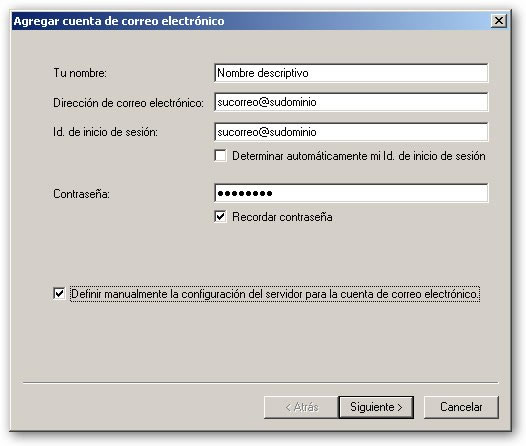 Agregar cuenta de correo electrónico
Tu nombre: Nombre descriptivo
Dirección de correo electrónico: sucorreo@sudominio
Id. de inicio de sesión: sucorreo@sudominio
Determinar automáticamente mi Id. de inicio de sesión
Contraseña: ●●●●●●●●
Recordar contraseña
Definir manualmente la configuración del servidor para la cuenta de correo electrónico.
< Atrás Siguiente > Cancelar